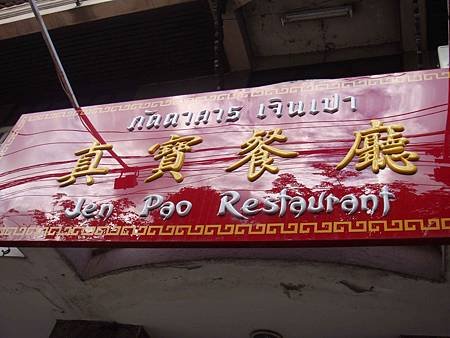 ภัตตาคาร เจินเป่า
真寶餐廳
Jen Pao Restaurant